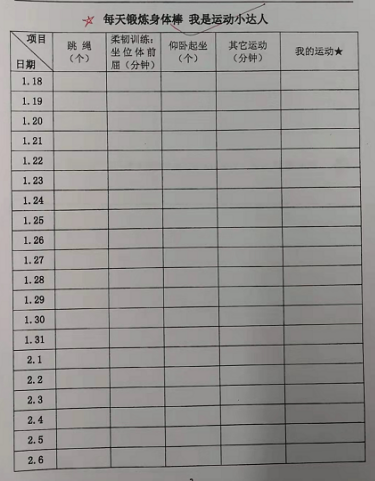 ☆ 每天锻炼身体棒 我是运动小达人
项目
日期
跳 绳
(个)
柔韧训练:
坐位体前
屈(分钟)
仰卧起坐
(个)
其它运动
(分钟)
我的运动★
1.18
1.19
1.20
1.21
1.22
1.23
1.24
1.25
1.26
1.27
1.28
1.29
1.30
1.31
2.1
2.2
2.3
2.4
2.5
2.6